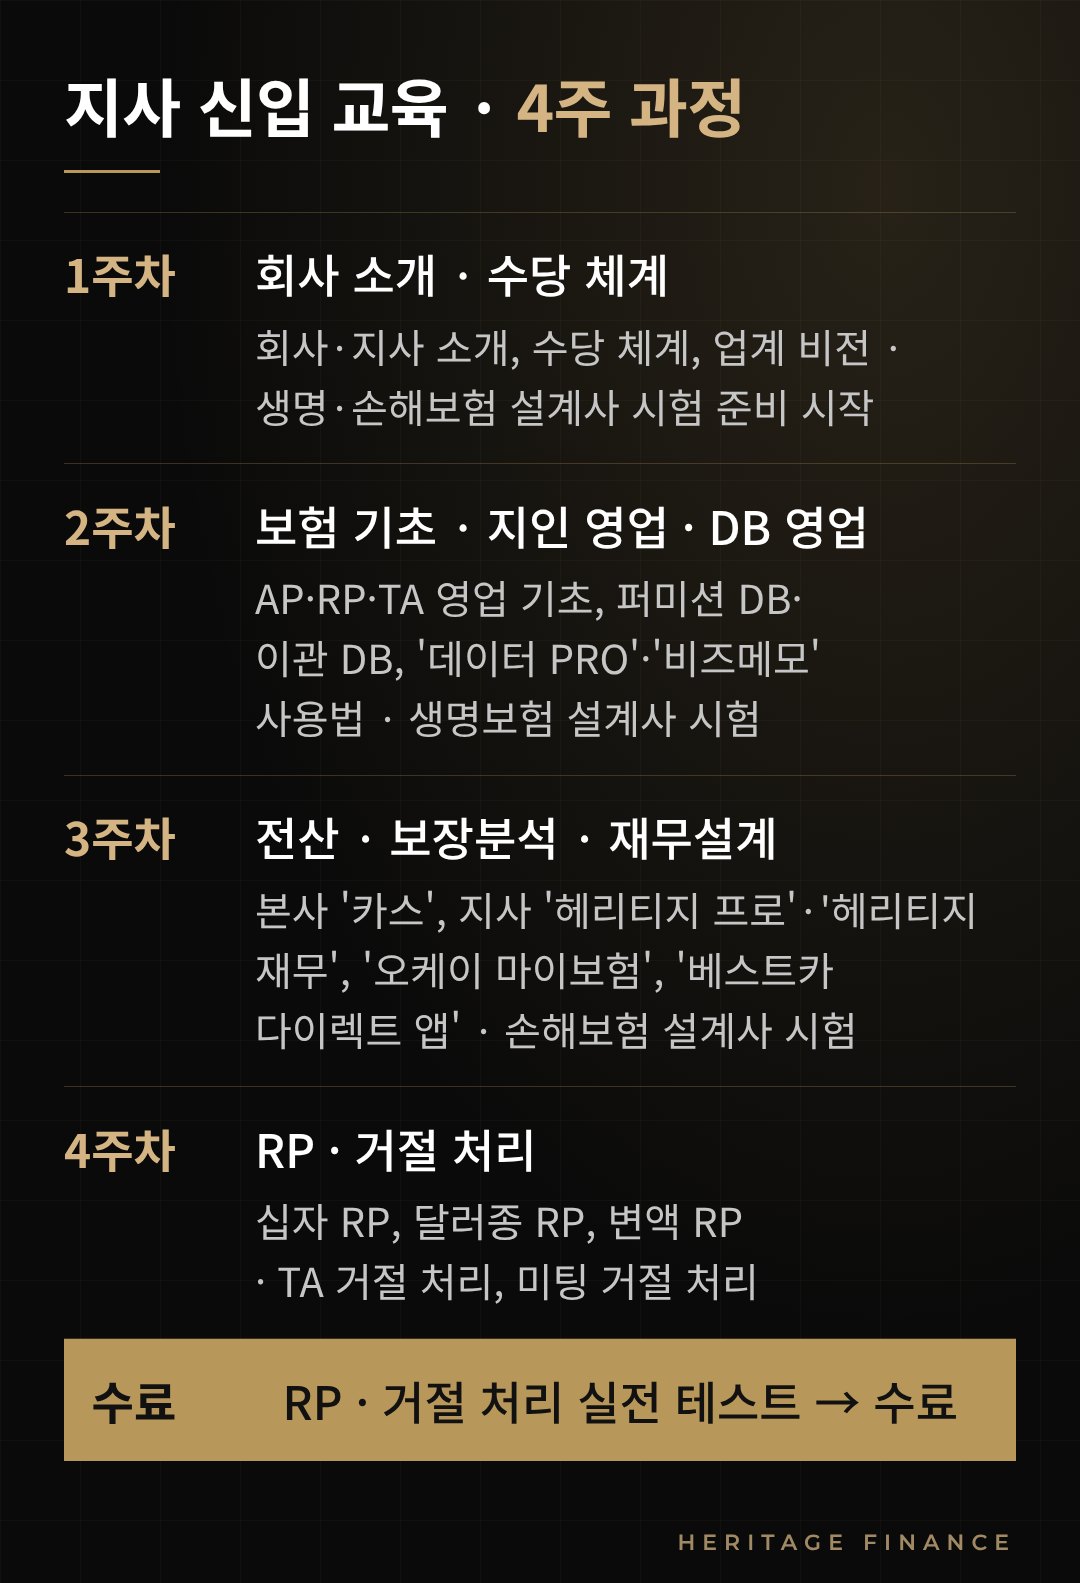 지사 신입 교육 · 4주 과정
1주차 회사 소개 · 수당 체계
회사·지사 소개, 수당 체계, 업계 비전 ·
생명·손해보험 설계사 시험 준비 시작
2주차 보험 기초 · 지인 영업 · DB 영업
AP·RP·TA 영업 기초, 퍼미션 DB·
이관 DB, '데이터 PRO'·'비즈메모'
사용법 · 생명보험 설계사 시험
3주차 전산 · 보장분석 · 재무설계
본사 '카스', 지사 '헤리티지 프로'·'헤리티지
재무', '오케이 마이보험', '베스트카
다이렉트 앱' · 손해보험 설계사 시험
4주차 RP · 거절 처리
십자 RP, 달러종 RP, 변액 RP
· TA 거절 처리, 미팅 거절 처리
수료 RP · 거절 처리 실전 테스트 → 수료
HERITAGE FINANCE